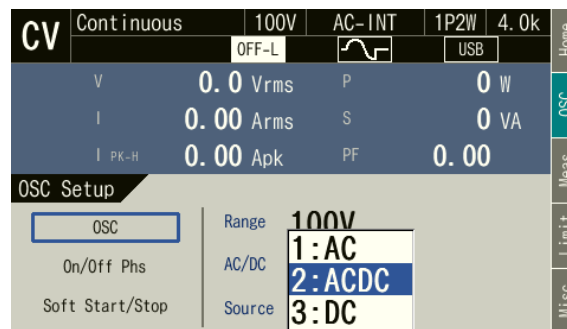 CV Continuous 100V AC-INT 1P2W 4.0k
OFF-L USB
V 0.0 Vrms P 0 W
I 0.00 Arms S 0 VA
I PK-H 0.00 Apk PF 0.00
OSC Setup
OSC
On/Off Phs
Soft Start/Stop
Range 100V
AC/DC
Source
1:AC
2:ACDC
3:DC
Home
OSC
Meas
Limit
Misc